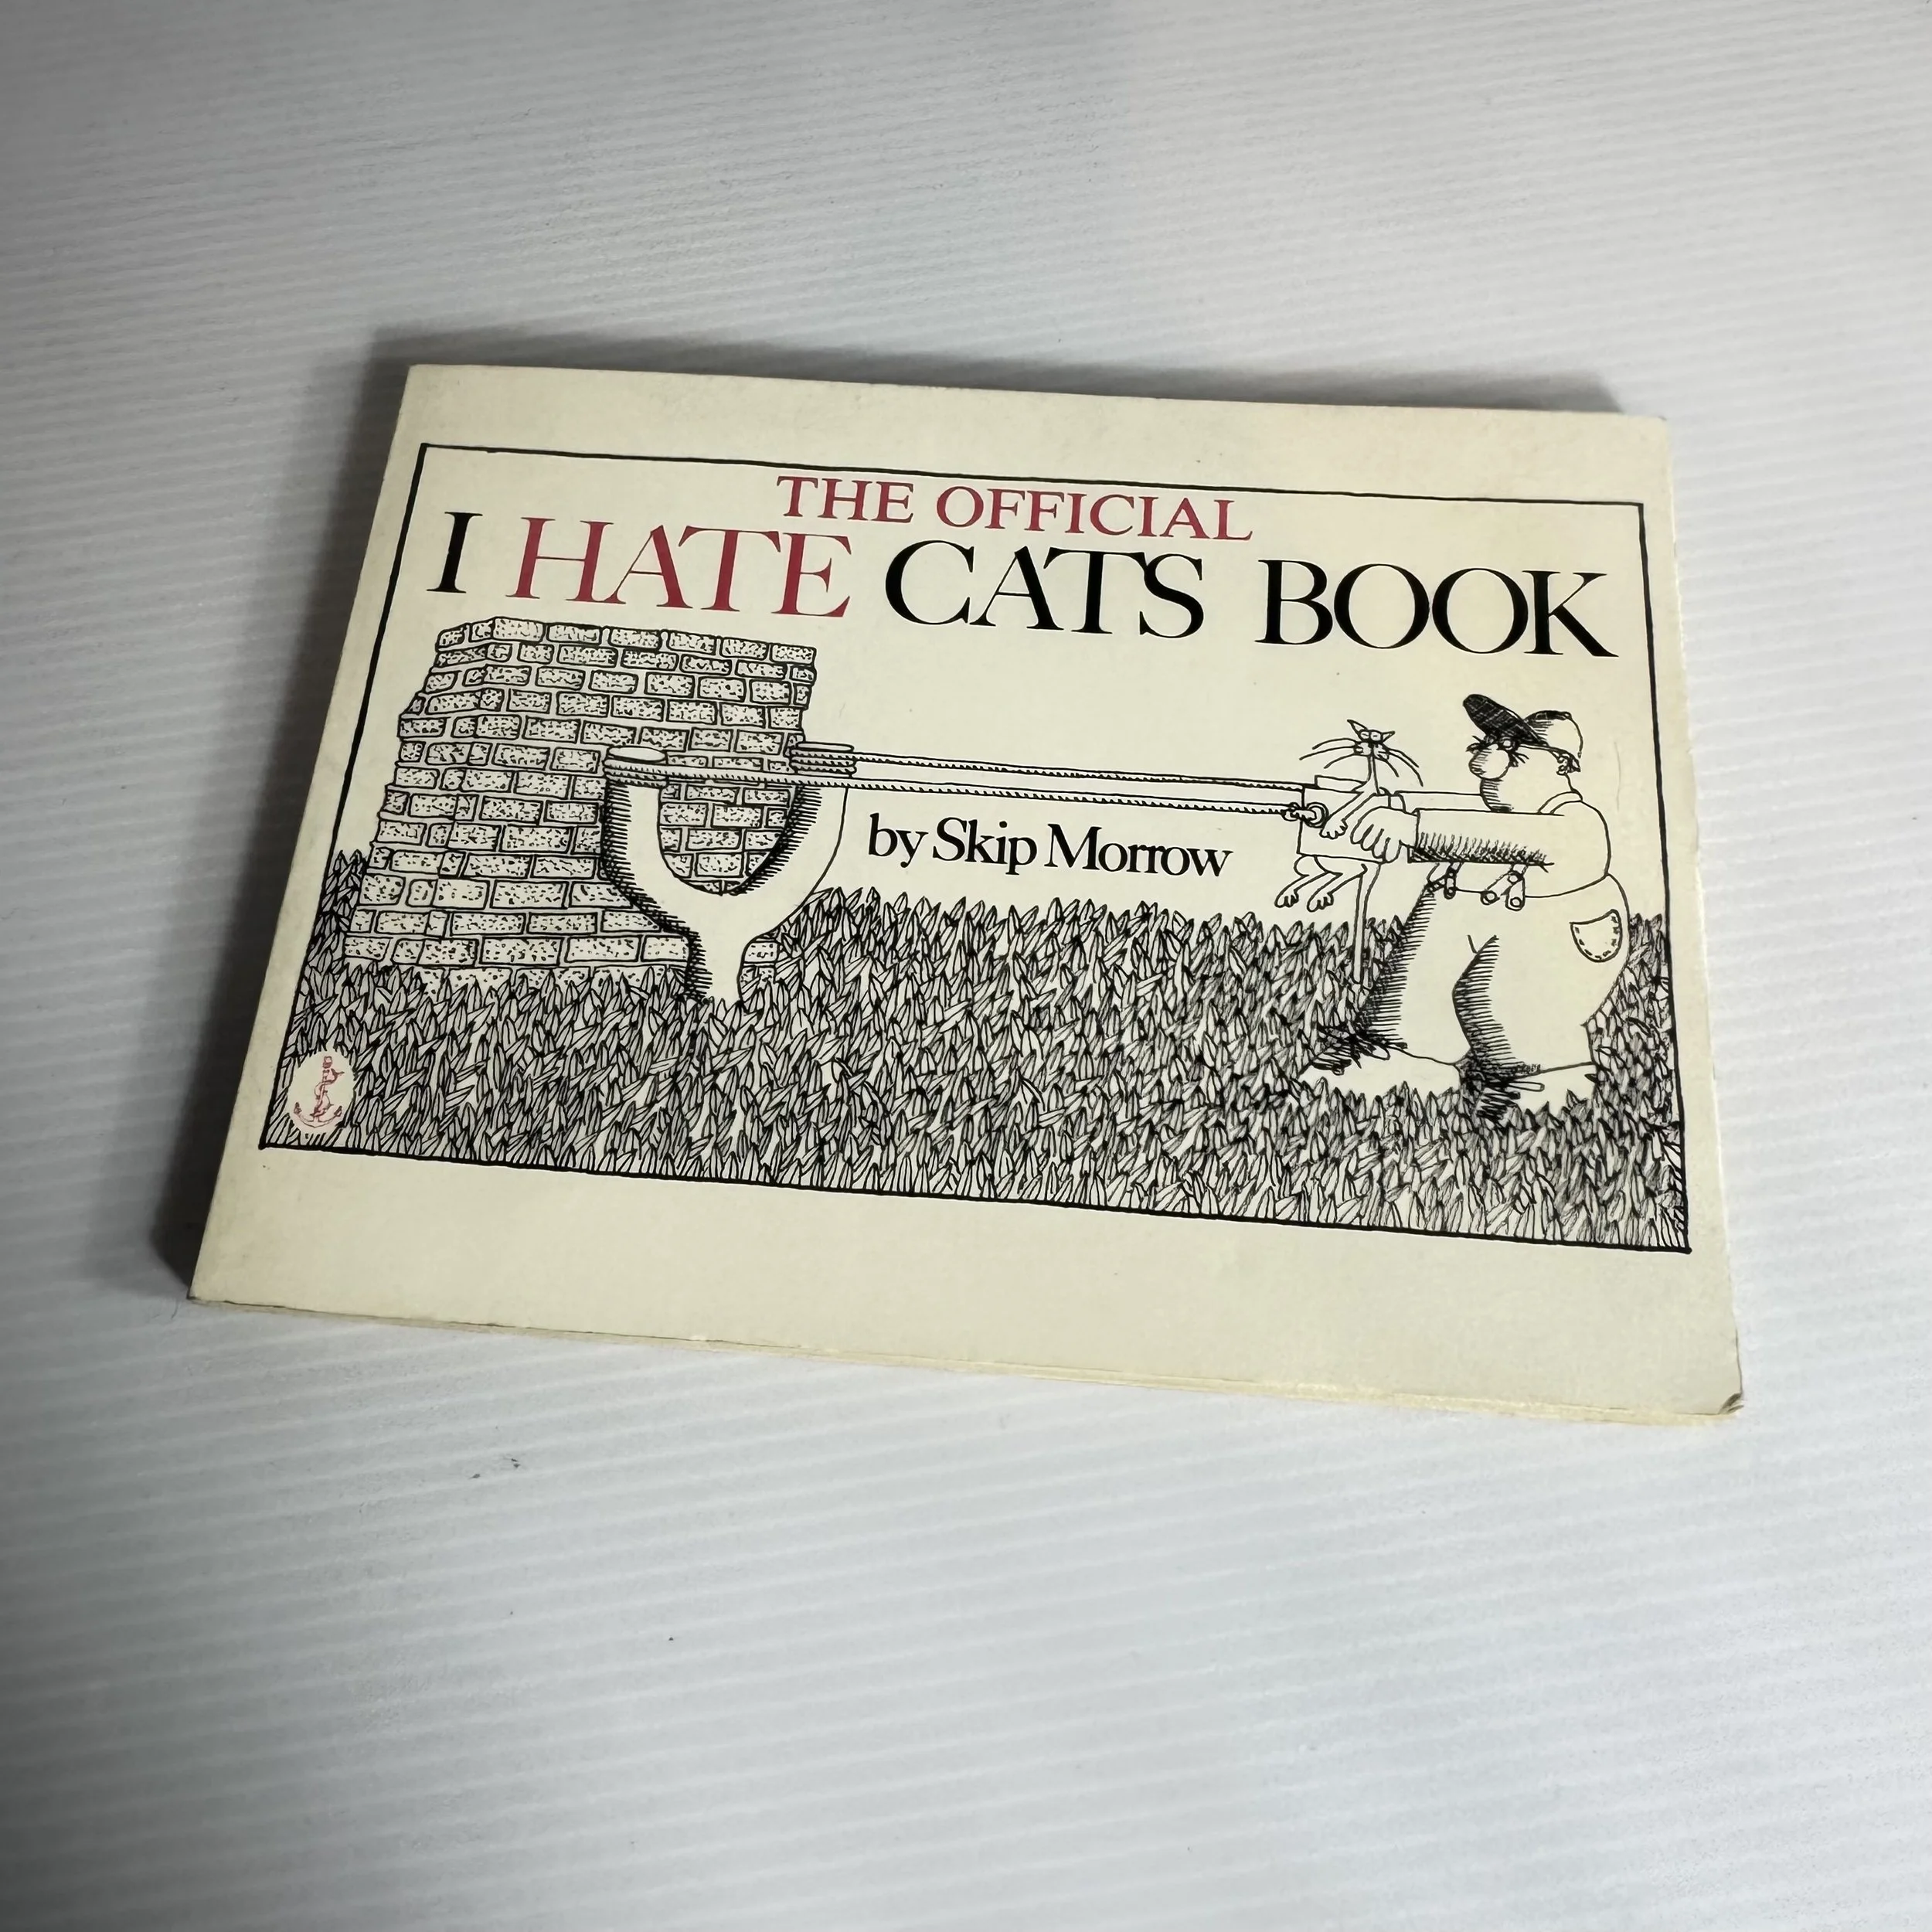 THE OFFICIAL
I HATE CATS BOOK
by Skip Morrow